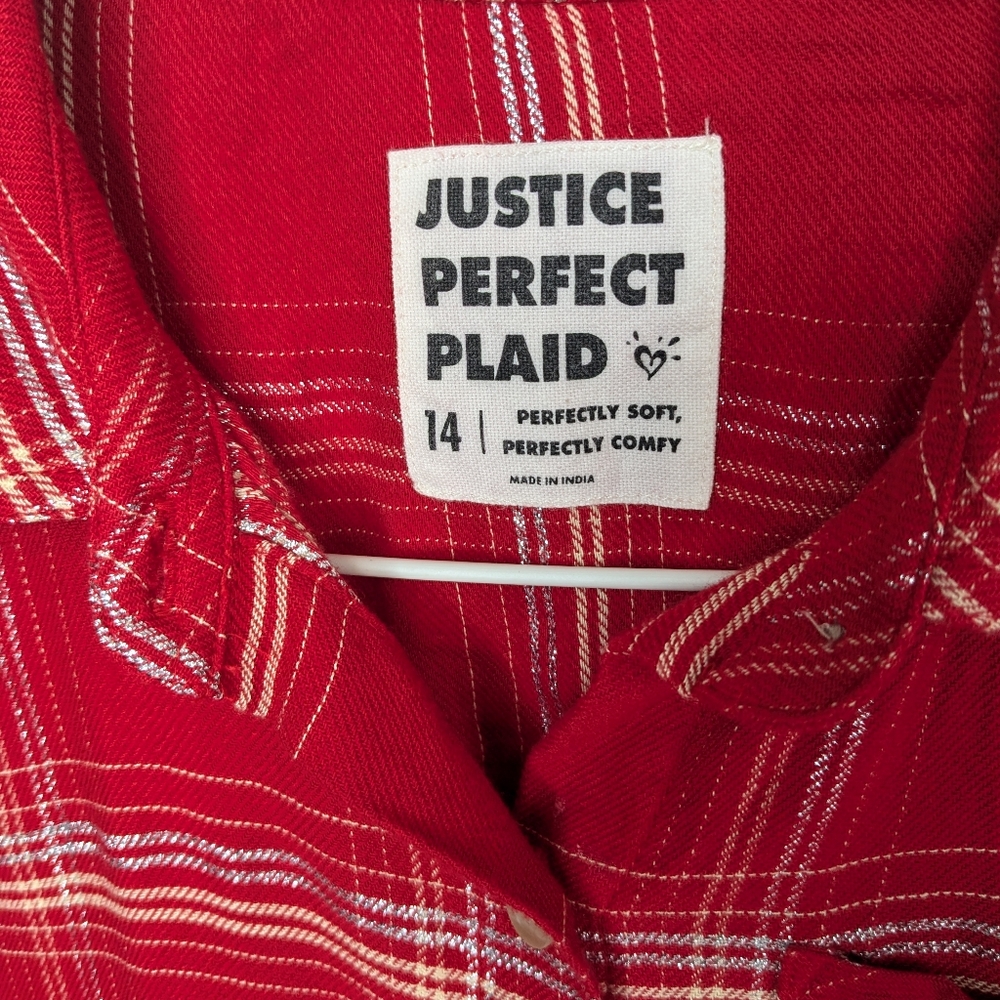 JUSTICE
PERFECT
PLAID
14 | PERFECTLY SOFT,
PERFECTLY COMFY
MADE IN INDIA